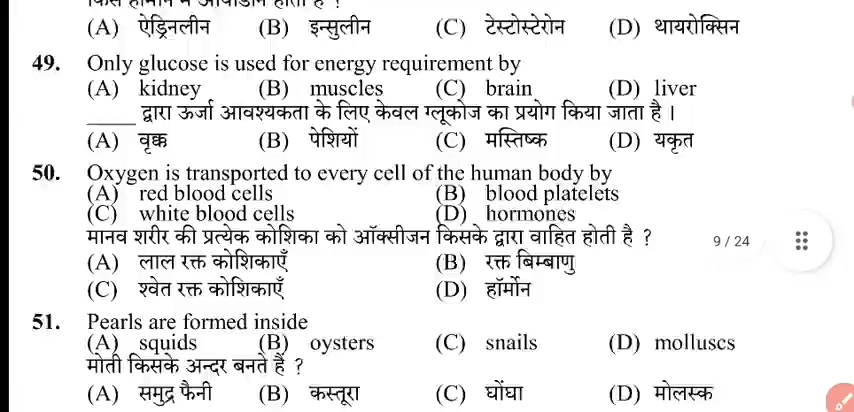 (A) ऐड्रिनलीन (B) इन्सुलीन (C) टेस्टोस्टेरोन (D) थायरोक्सिन
49. Only glucose is used for energy requirement by
(A) kidney (B) muscles (C) brain (D) liver
_____ द्वारा ऊर्जा आवश्यकता के लिए केवल ग्लूकोज का प्रयोग किया जाता है ।
(A) वृक्क (B) पेशियों (C) मस्तिष्क (D) यकृत
50. Oxygen is transported to every cell of the human body by
(A) red blood cells (B) blood platelets
(C) white blood cells (D) hormones
मानव शरीर की प्रत्येक कोशिका को ऑक्सीजन किसके द्वारा वाहित होती है ?
9 / 24
(A) लाल रक्त कोशिकाएँ (B) रक्त बिम्बाणु
(C) श्वेत रक्त कोशिकाएँ (D) हॉर्मोन
51. Pearls are formed inside
(A) squids (B) oysters (C) snails (D) molluscs
मोती किसके अन्दर बनते हैं ?
(A) समुद्र फैनी (B) कस्तूरा (C) घोंघा (D) मोलस्क